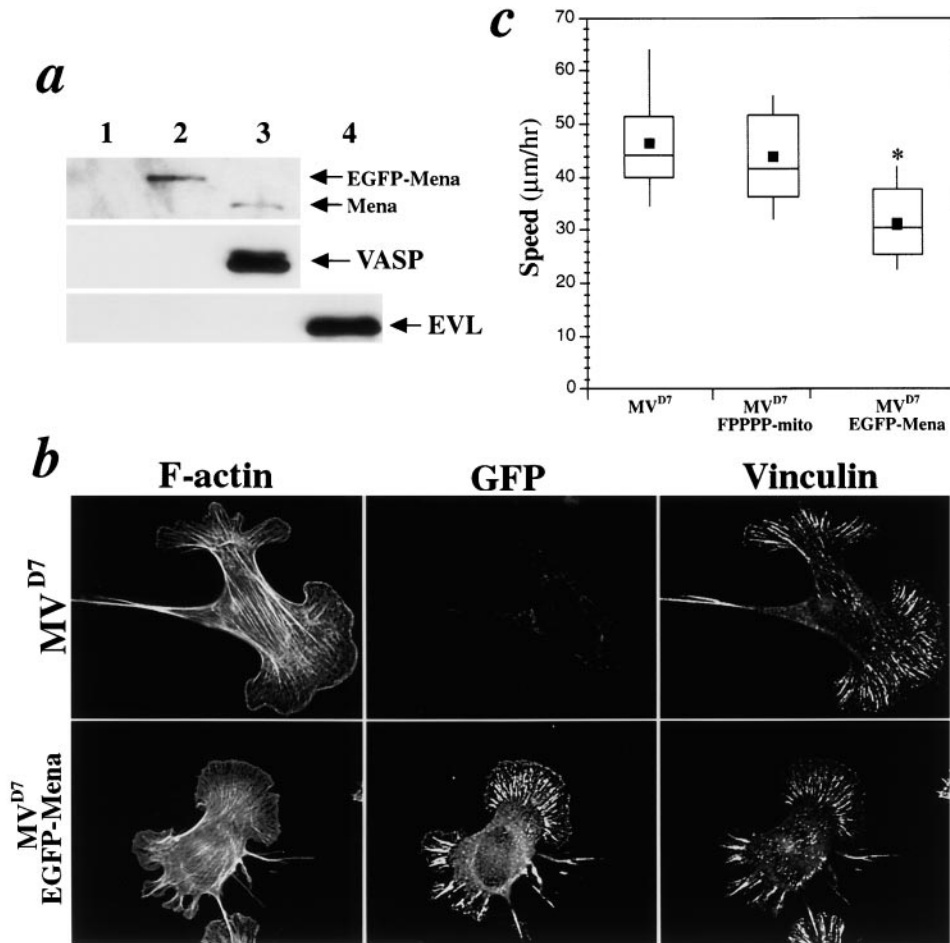 a
1 2 3 4
EGFP-Mena
Mena
VASP
EVL
c
Speed (µm/hr)
70
60
50
40
30
20
10
0
*
MV^D7
MV^D7
FPPPP-mito
MV^D7
EGFP-Mena
b
F-actin GFP Vinculin
MV^D7
MV^D7
EGFP-Mena